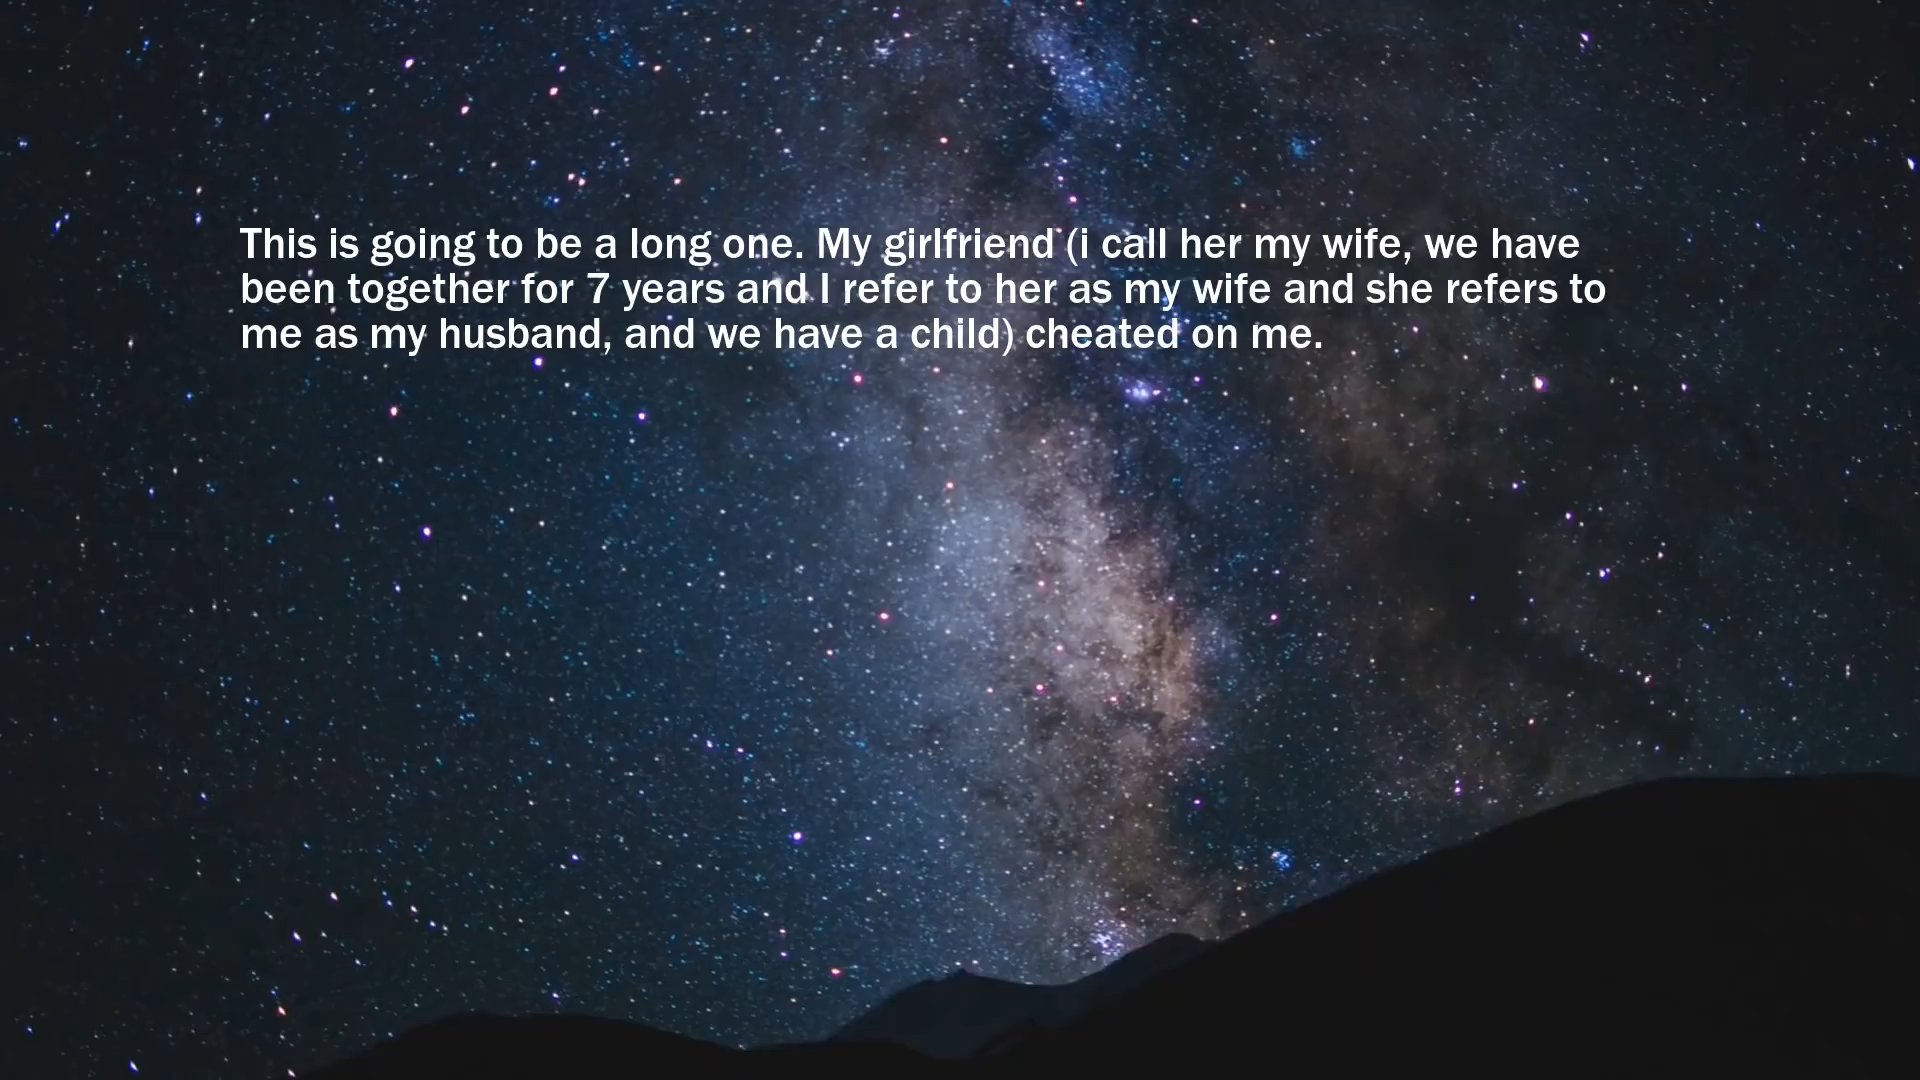 This is going to be a long one. My girlfriend (i call her my wife, we have
been together for 7 years and I refer to her as my wife and she refers to
me as my husband, and we have a child) cheated on me.